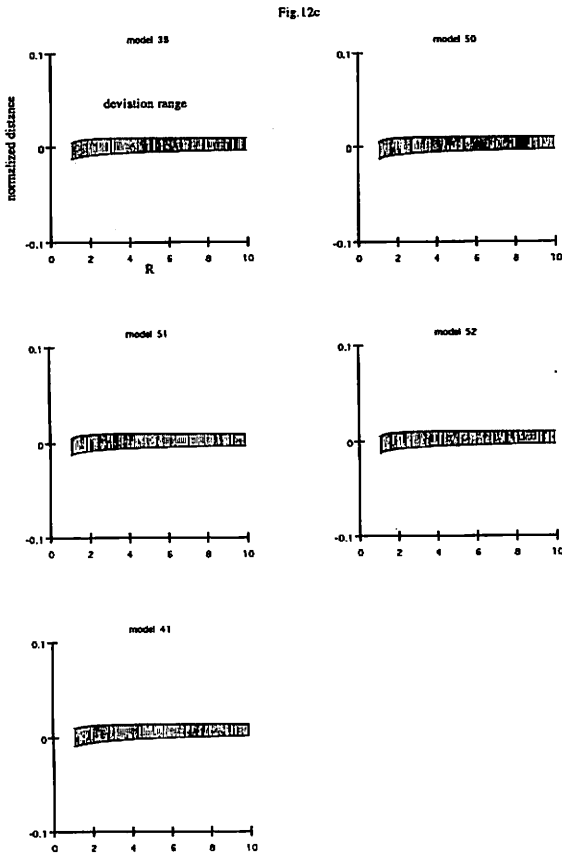 Fig.12c
model 38
0.1
normalized distance
deviation range
0
-0.1
0 2 4 6 8 10
R
model 50
0.1
0
-0.1
0 2 4 6 8 10
model 51
0.1
0
-0.1
0 2 4 6 8 10
model 52
0.1
0
-0.1
0 2 4 6 8 10
model 41
0.1
0
-0.1
0 2 4 6 8 10